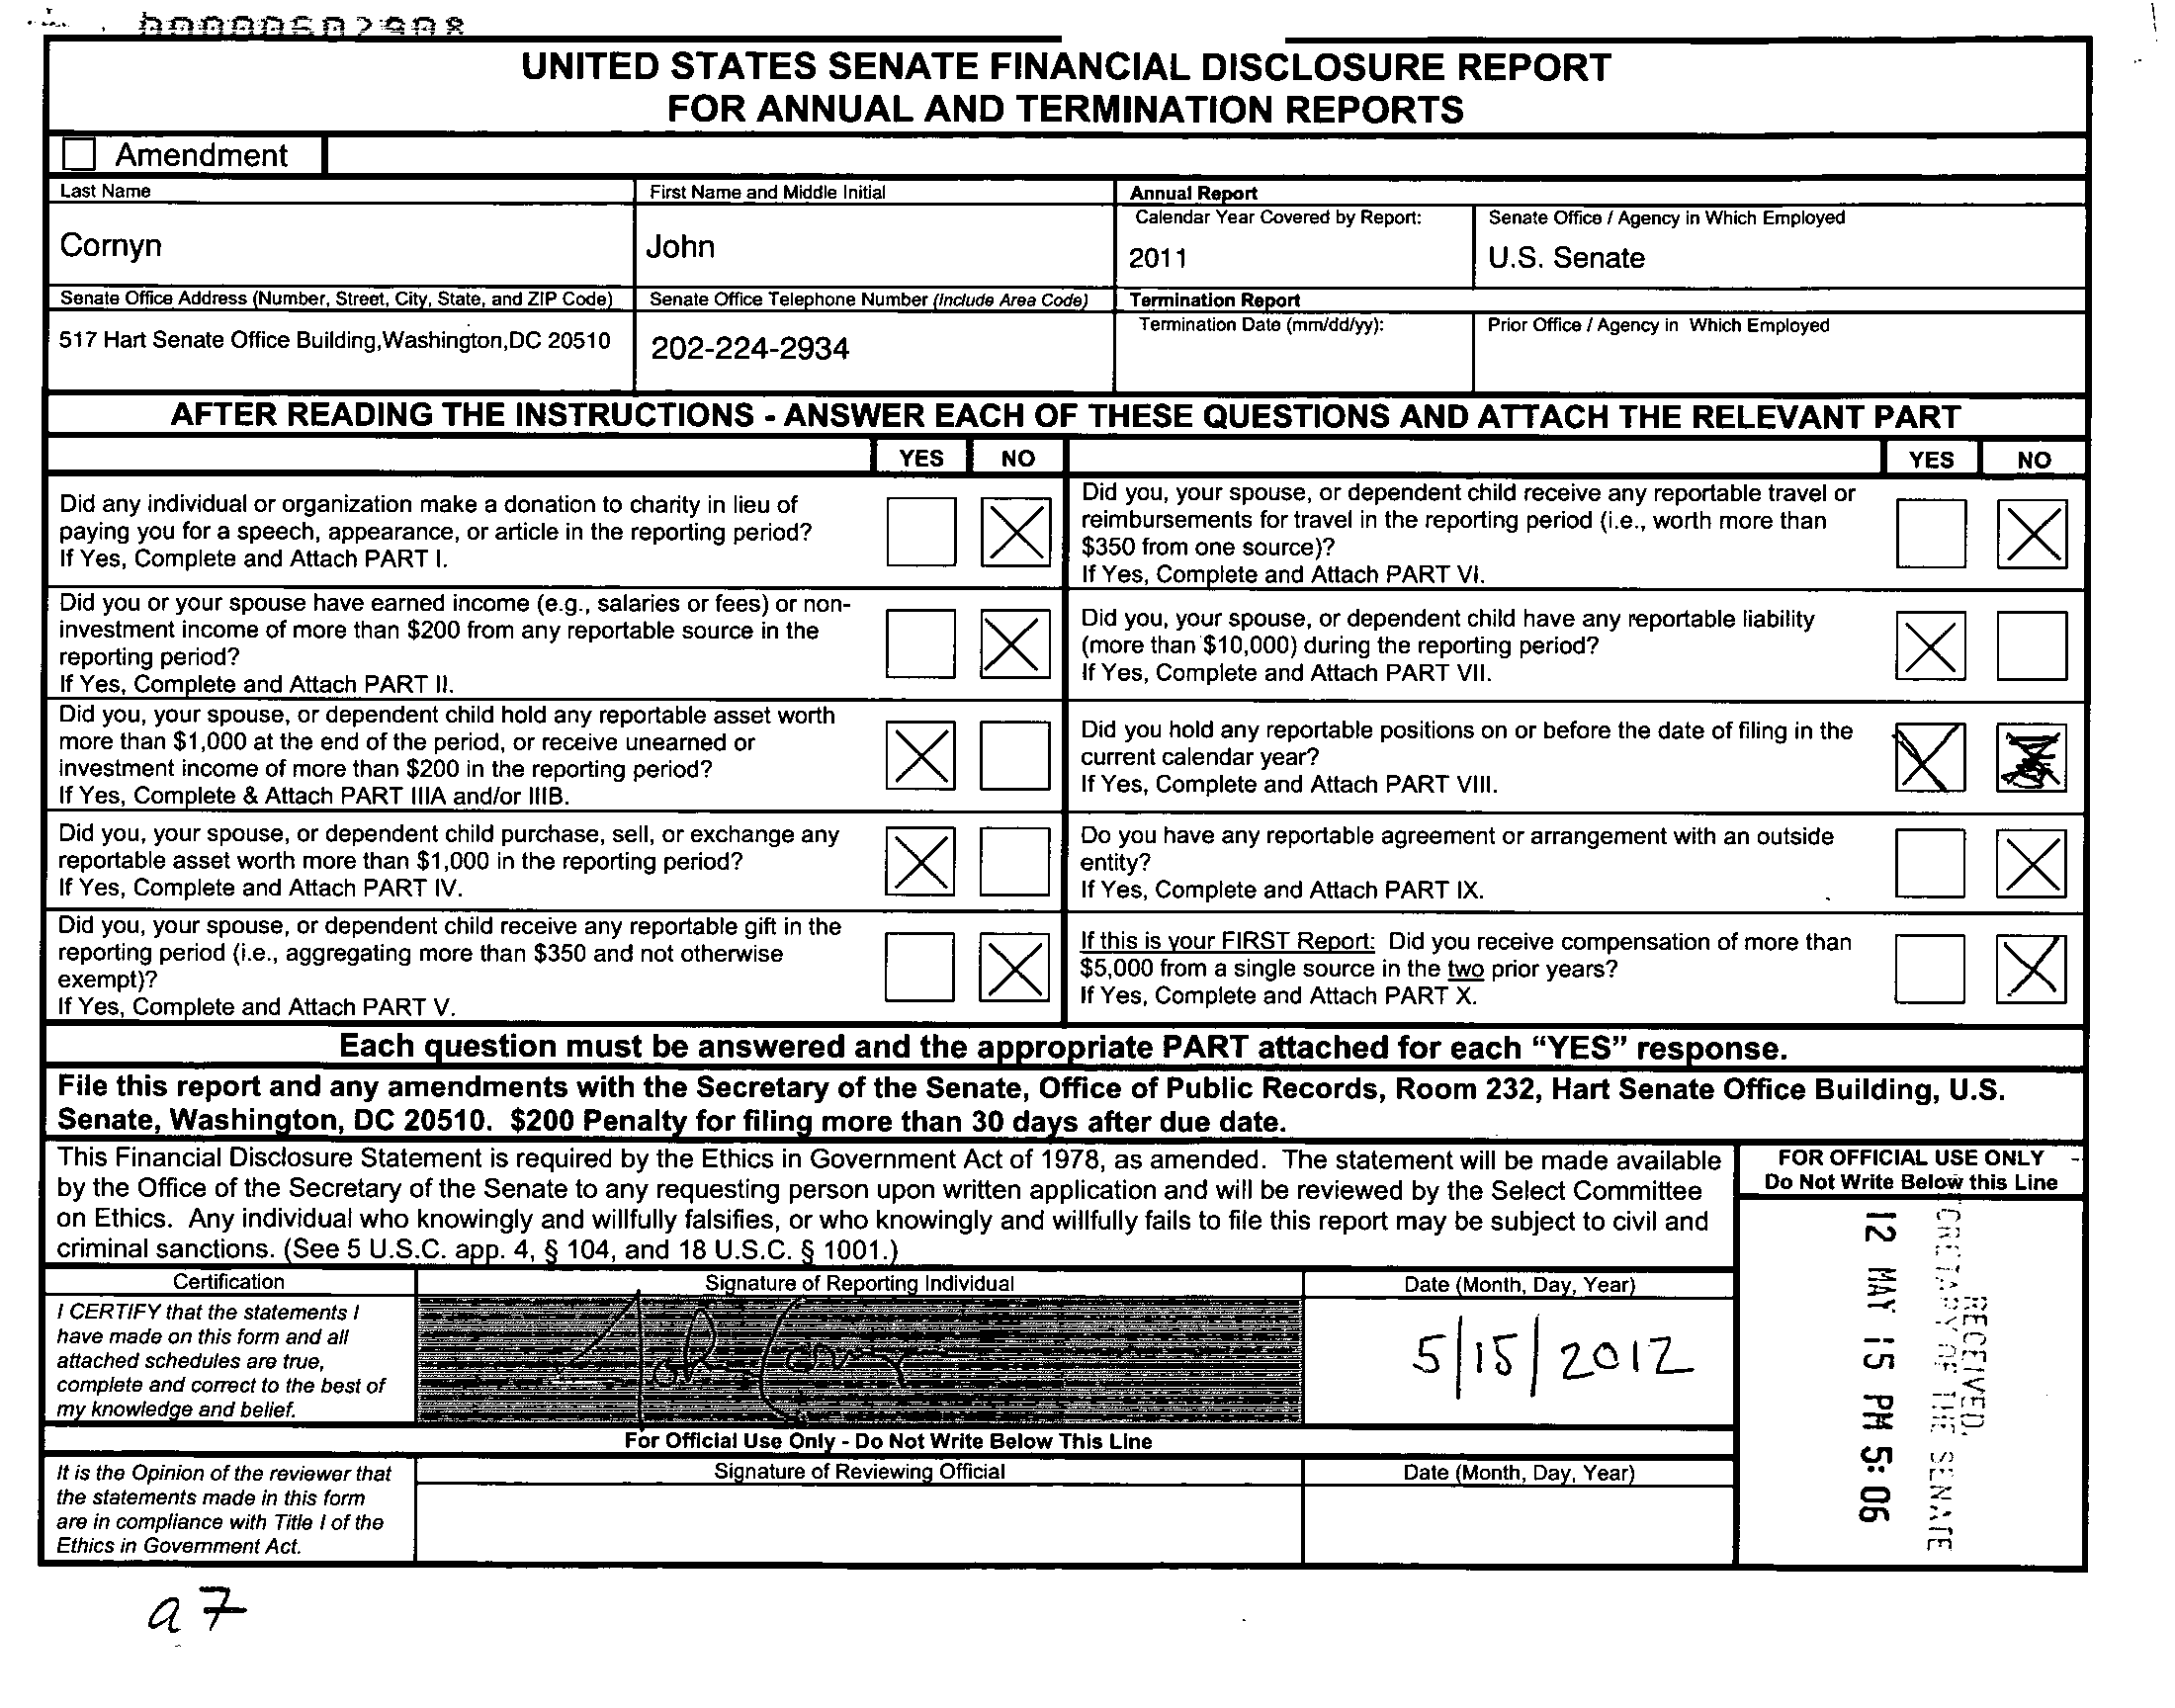 000000602908
UNITED STATES SENATE FINANCIAL DISCLOSURE REPORT
FOR ANNUAL AND TERMINATION REPORTS
Amendment
Last Name
First Name and Middle Initial
Annual Report
Calendar Year Covered by Report:
Senate Office / Agency in Which Employed
Cornyn
John
2011
U.S. Senate
Senate Office Address (Number, Street, City, State, and ZIP Code)
Senate Office Telephone Number (Include Area Code)
Termination Report
Termination Date (mm/dd/yy):
Prior Office / Agency in Which Employed
517 Hart Senate Office Building,Washington,DC 20510
202-224-2934
AFTER READING THE INSTRUCTIONS - ANSWER EACH OF THESE QUESTIONS AND ATTACH THE RELEVANT PART
YES NO
YES NO
Did any individual or organization make a donation to charity in lieu of
paying you for a speech, appearance, or article in the reporting period?
If Yes, Complete and Attach PART I.
Did you, your spouse, or dependent child receive any reportable travel or
reimbursements for travel in the reporting period (i.e., worth more than
$350 from one source)?
If Yes, Complete and Attach PART VI.
Did you or your spouse have earned income (e.g., salaries or fees) or non-
investment income of more than $200 from any reportable source in the
reporting period?
If Yes, Complete and Attach PART II.
Did you, your spouse, or dependent child have any reportable liability
(more than $10,000) during the reporting period?
If Yes, Complete and Attach PART VII.
Did you, your spouse, or dependent child hold any reportable asset worth
more than $1,000 at the end of the period, or receive unearned or
investment income of more than $200 in the reporting period?
If Yes, Complete & Attach PART IIIA and/or IIIB.
Did you hold any reportable positions on or before the date of filing in the
current calendar year?
If Yes, Complete and Attach PART VIII.
Did you, your spouse, or dependent child purchase, sell, or exchange any
reportable asset worth more than $1,000 in the reporting period?
If Yes, Complete and Attach PART IV.
Do you have any reportable agreement or arrangement with an outside
entity?
If Yes, Complete and Attach PART IX.
Did you, your spouse, or dependent child receive any reportable gift in the
reporting period (i.e., aggregating more than $350 and not otherwise
exempt)?
If Yes, Complete and Attach PART V.
If this is your FIRST Report: Did you receive compensation of more than
$5,000 from a single source in the two prior years?
If Yes, Complete and Attach PART X.
Each question must be answered and the appropriate PART attached for each “YES” response.
File this report and any amendments with the Secretary of the Senate, Office of Public Records, Room 232, Hart Senate Office Building, U.S.
Senate, Washington, DC 20510. $200 Penalty for filing more than 30 days after due date.
This Financial Disclosure Statement is required by the Ethics in Government Act of 1978, as amended. The statement will be made available
by the Office of the Secretary of the Senate to any requesting person upon written application and will be reviewed by the Select Committee
on Ethics. Any individual who knowingly and willfully falsifies, or who knowingly and willfully fails to file this report may be subject to civil and
criminal sanctions. (See 5 U.S.C. app. 4, § 104, and 18 U.S.C. § 1001.)
FOR OFFICIAL USE ONLY
Do Not Write Below this Line
Certification
Signature of Reporting Individual
Date (Month, Day, Year)
I CERTIFY that the statements I
have made on this form and all
attached schedules are true,
complete and correct to the best of
my knowledge and belief.
John Cornyn
5/15/2012
For Official Use Only - Do Not Write Below This Line
It is the Opinion of the reviewer that
the statements made in this form
are in compliance with Title I of the
Ethics in Government Act.
Signature of Reviewing Official
Date (Month, Day, Year)
RECEIVED
SECRETARY OF THE SENATE
12 MAY 15 PM 5:06
a7